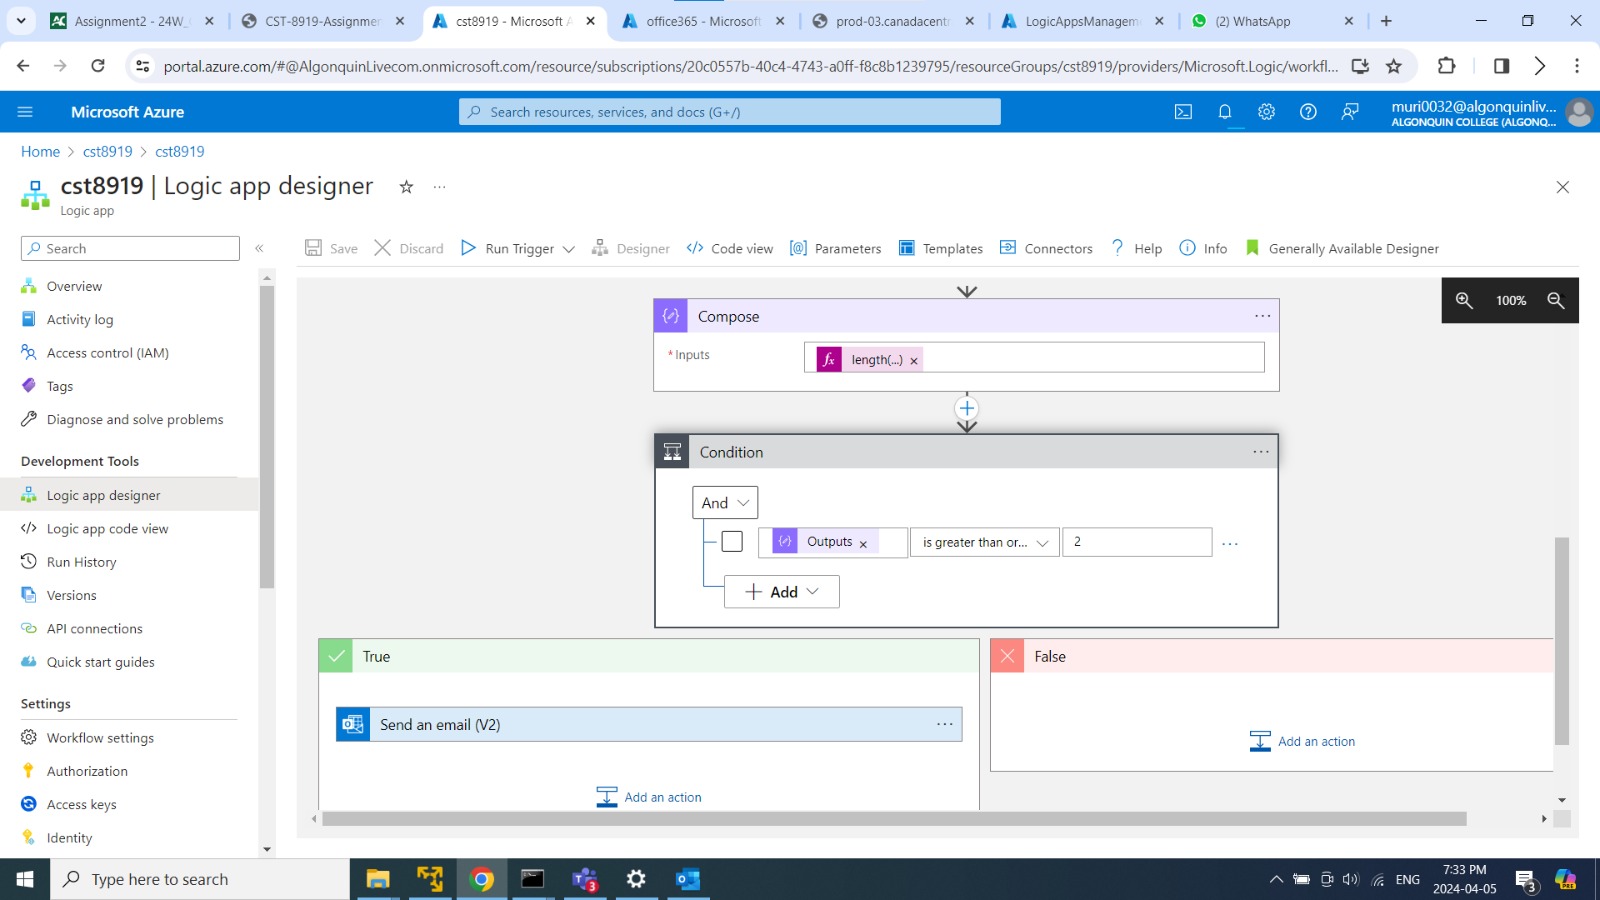 Assignment2 - 24W_
CST-8919-Assignmen
cst8919 - Microsoft A
office365 - Microsoft
prod-03.canadacentr
LogicAppsManagem
(2) WhatsApp
portal.azure.com/#@AlgonquinLivecom.onmicrosoft.com/resource/subscriptions/20c0557b-40c4-4743-a0ff-f8c8b1239795/resourceGroups/cst8919/providers/Microsoft.Logic/workfl...
Microsoft Azure
Search resources, services, and docs (G+/)
muri0032@algonquinliv...
ALGONQUIN COLLEGE (ALGONQ...
Home > cst8919 > cst8919
cst8919 | Logic app designer
Logic app
Search
Save
Discard
Run Trigger
Designer
Code view
Parameters
Templates
Connectors
Help
Info
Generally Available Designer
Overview
Activity log
Access control (IAM)
Tags
Diagnose and solve problems
Development Tools
Logic app designer
Logic app code view
Run History
Versions
API connections
Quick start guides
Settings
Workflow settings
Authorization
Access keys
Identity
100%
Compose
* Inputs
fx length(...) ×
Condition
And
Outputs ×
is greater than or...
2
+ Add
True
Send an email (V2)
Add an action
False
Add an action
Type here to search
3
ENG
7:33 PM
2024-04-05
3
PRE